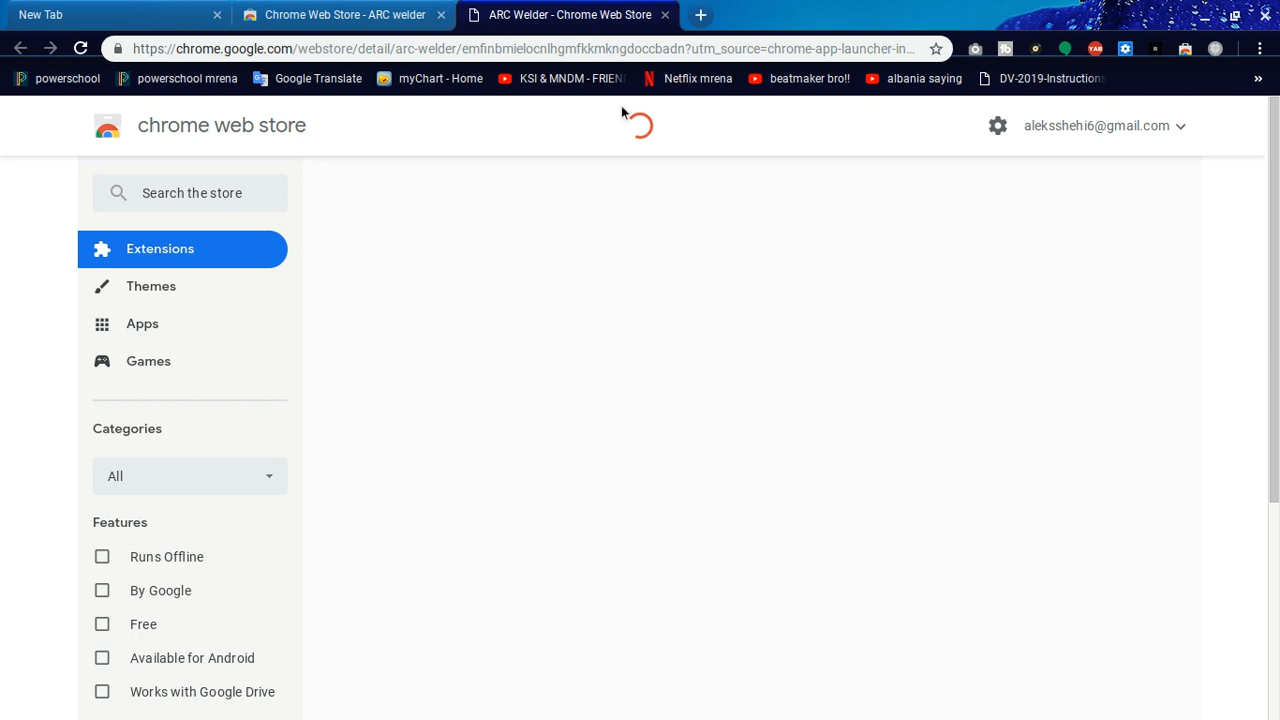 New Tab
Chrome Web Store - ARC welder
ARC Welder - Chrome Web Store
https://chrome.google.com/webstore/detail/arc-welder/emfinbmielocnlhgmfkkmkngdoccbadn?utm_source=chrome-app-launcher-in...
powerschool
powerschool mrena
Google Translate
myChart - Home
KSI & MNDM - FRIEN
Netflix mrena
beatmaker bro!!
albania saying
DV-2019-Instructions
»
chrome web store
aleksshehi6@gmail.com
Search the store
Extensions
Themes
Apps
Games
Categories
All
Features
Runs Offline
By Google
Free
Available for Android
Works with Google Drive